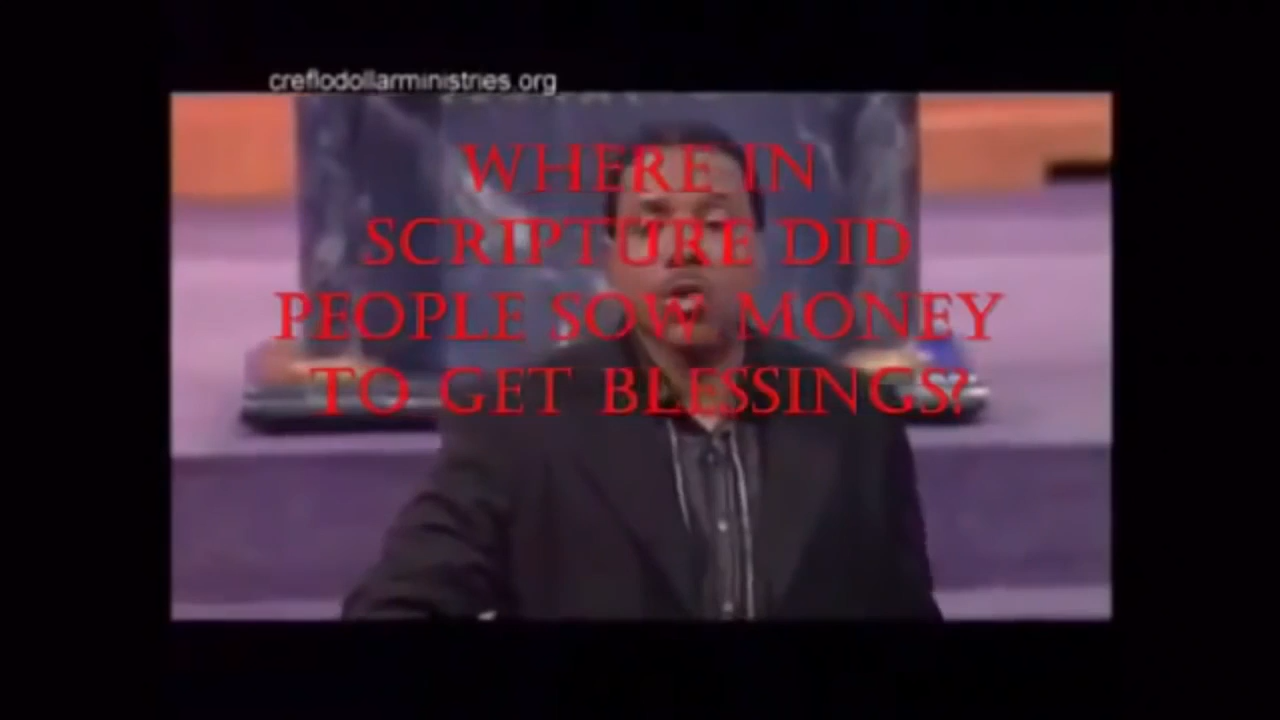 creflodollarministries.org
WHERE IN
SCRIPTURE DID
PEOPLE SOW MONEY
TO GET BLESSINGS?